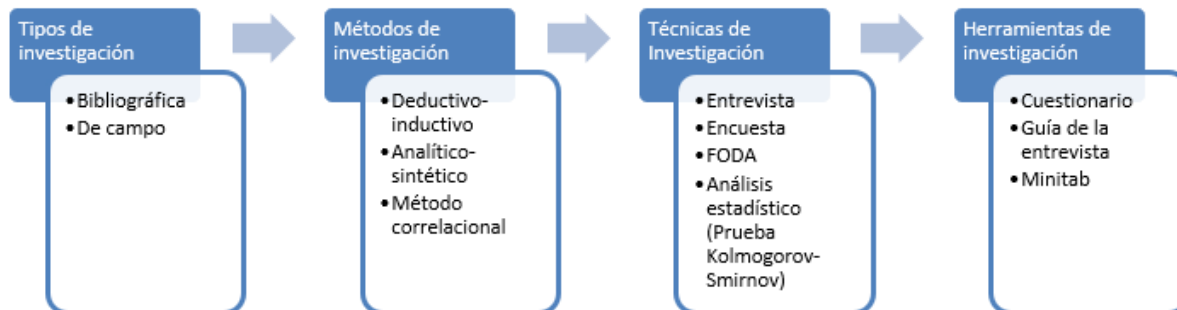 Tipos de
investigación
•Bibliográfica
•De campo
Métodos de
investigación
•Deductivo-
inductivo
•Analítico-
sintético
•Método
correlacional
Técnicas de
Investigación
•Entrevista
•Encuesta
•FODA
•Análisis
estadístico
(Prueba
Kolmogorov-
Smirnov)
Herramientas de
investigación
•Cuestionario
•Guía de la
entrevista
•Minitab